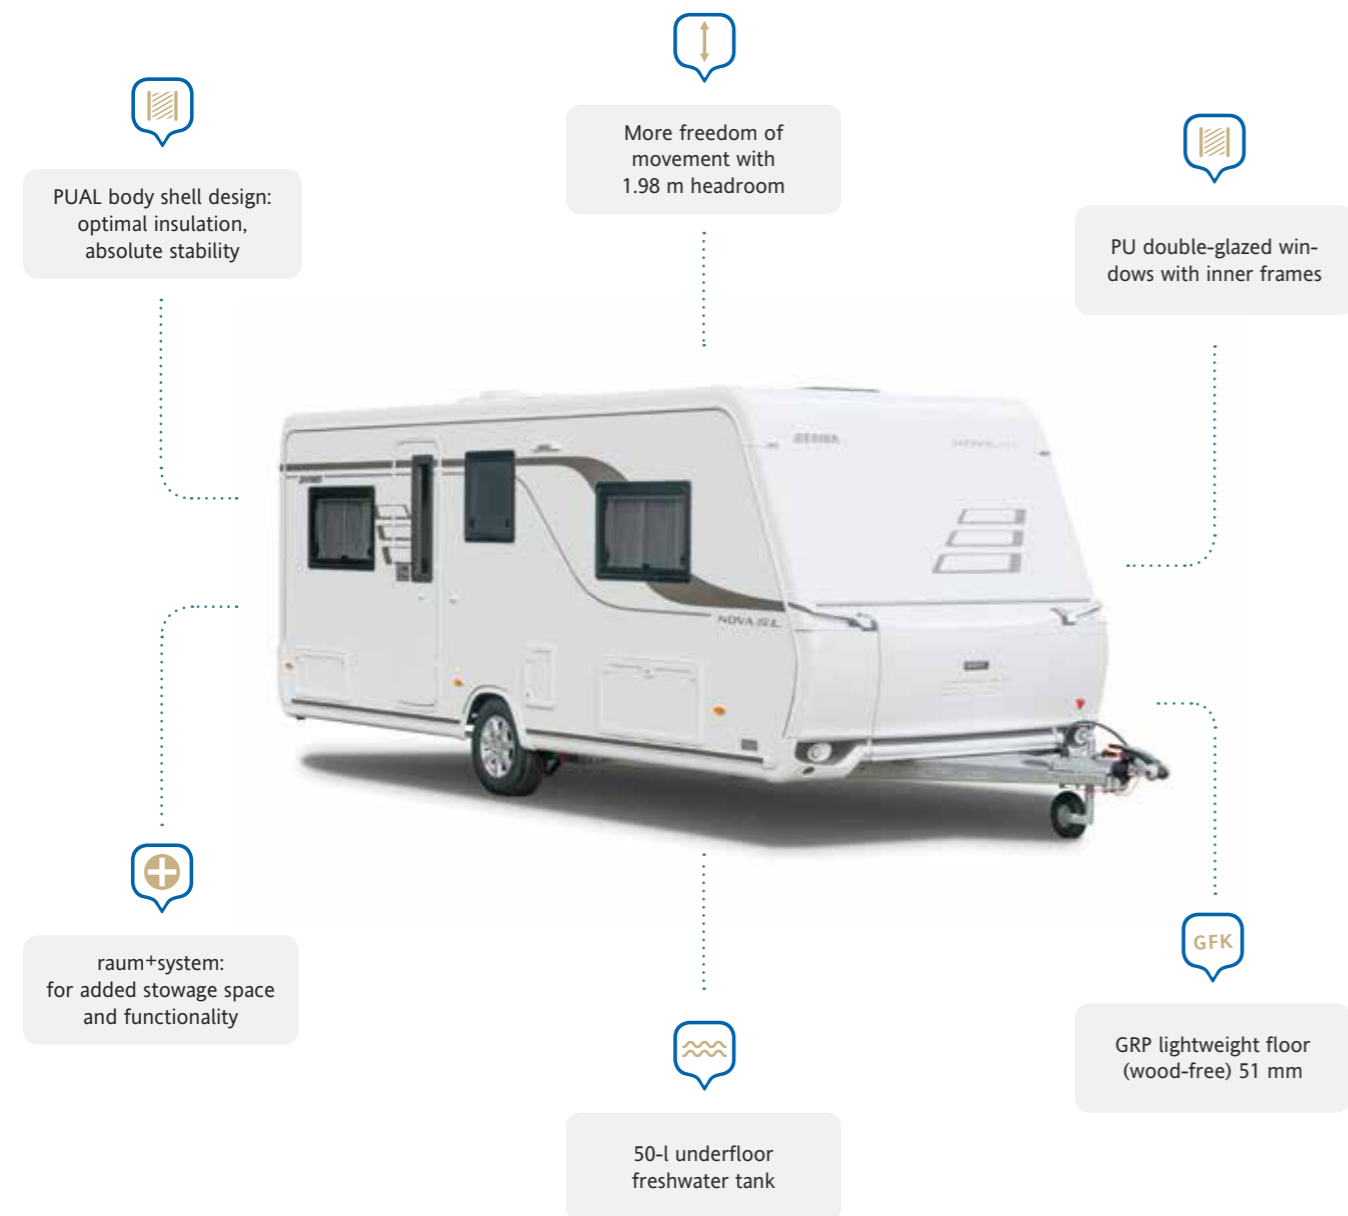 More freedom of
movement with
1.98 m headroom
PUAL body shell design:
optimal insulation,
absolute stability
PU double-glazed win-
dows with inner frames
NOVA
raum+system:
for added stowage space
and functionality
GFK
GRP lightweight floor
(wood-free) 51 mm
50-l underfloor
freshwater tank